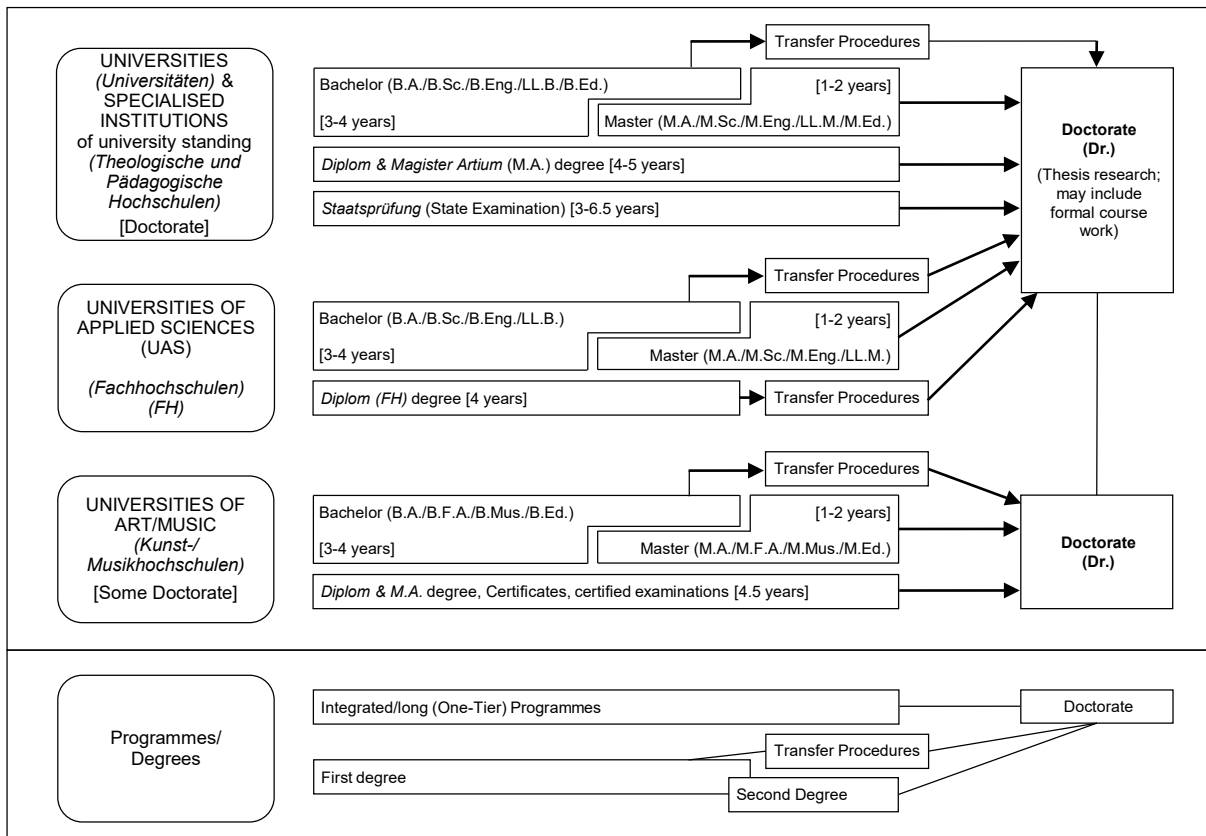 UNIVERSITIES
(Universitäten) &
SPECIALISED
INSTITUTIONS
of university standing
(Theologische und
Pädagogische
Hochschulen)
[Doctorate]
Transfer Procedures
Bachelor (B.A./B.Sc./B.Eng./LL.B./B.Ed.)
[3-4 years]
[1-2 years]
Master (M.A./M.Sc./M.Eng./LL.M./M.Ed.)
Diplom & Magister Artium (M.A.) degree [4-5 years]
Staatsprüfung (State Examination) [3-6.5 years]
Doctorate
(Dr.)
(Thesis research;
may include
formal course
work)
UNIVERSITIES OF
APPLIED SCIENCES
(UAS)
(Fachhochschulen)
(FH)
Transfer Procedures
Bachelor (B.A./B.Sc./B.Eng./LL.B.)
[3-4 years]
[1-2 years]
Master (M.A./M.Sc./M.Eng./LL.M.)
Diplom (FH) degree [4 years]
Transfer Procedures
UNIVERSITIES OF
ART/MUSIC
(Kunst-/
Musikhochschulen)
[Some Doctorate]
Transfer Procedures
Bachelor (B.A./B.F.A./B.Mus./B.Ed.)
[3-4 years]
[1-2 years]
Master (M.A./M.F.A./M.Mus./M.Ed.)
Diplom & M.A. degree, Certificates, certified examinations [4.5 years]
Doctorate
(Dr.)
Programmes/
Degrees
Integrated/long (One-Tier) Programmes
Doctorate
Transfer Procedures
First degree
Second Degree